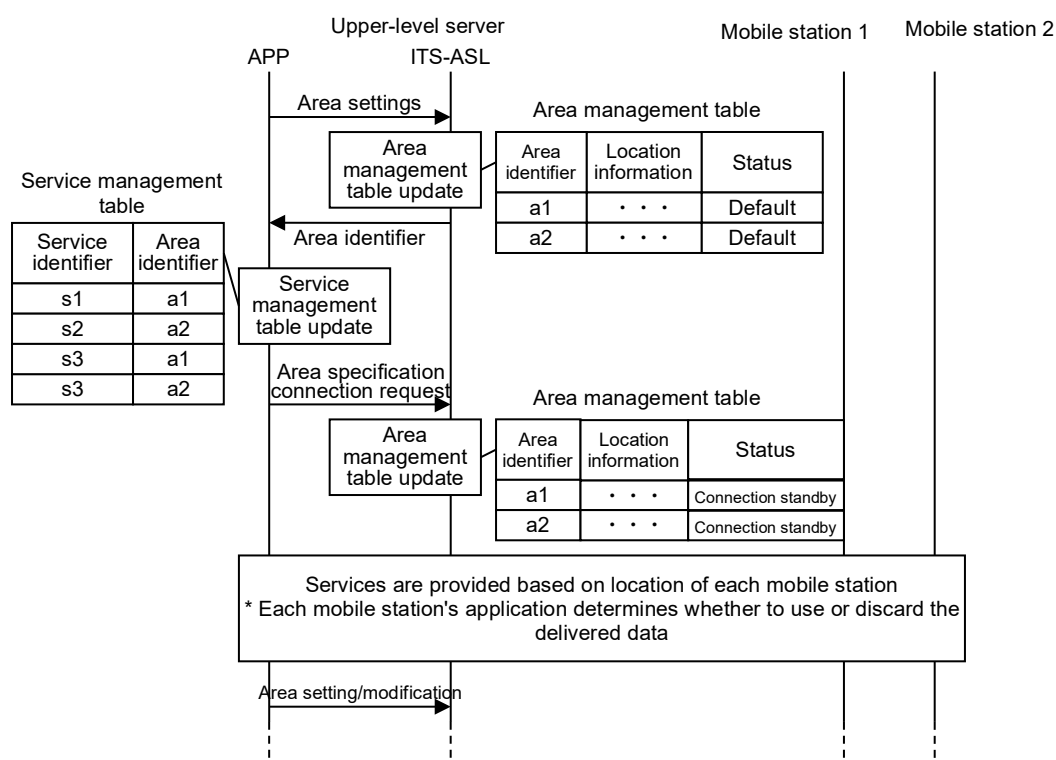 Upper-level server
Mobile station 1
Mobile station 2
APP
ITS-ASL
Area settings
Area management table
Area
management
table update
Area
identifier
Location
information
Status
a1
・・・
Default
a2
・・・
Default
Service management
table
Area identifier
Service
identifier
Area
identifier
s1
a1
s2
a2
s3
a1
s3
a2
Service
management
table update
Area specification
connection request
Area management table
Area
management
table update
Area
identifier
Location
information
Status
a1
・・・
Connection standby
a2
・・・
Connection standby
Services are provided based on location of each mobile station
* Each mobile station's application determines whether to use or discard the
delivered data
Area setting/modification